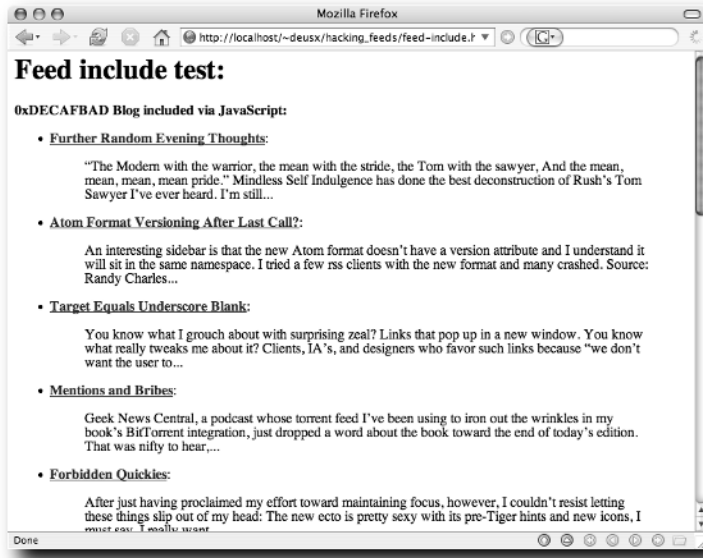 Mozilla Firefox
http://localhost/~deusx/hacking_feeds/feed-include.h
G
Feed include test:
0xDECAFBAD Blog included via JavaScript:
• Further Random Evening Thoughts:
“The Modern with the warrior, the mean with the stride, the Tom with the sawyer, And the mean,
mean, mean, mean pride.” Mindless Self Indulgence has done the best deconstruction of Rush’s Tom
Sawyer I’ve ever heard. I’m still...
• Atom Format Versioning After Last Call?:
An interesting sidebar is that the new Atom format doesn’t have a version attribute and I understand it
will sit in the same namespace. I tried a few rss clients with the new format and many crashed. Source:
Randy Charles...
• Target Equals Underscore Blank:
You know what I grouch about with surprising zeal? Links that pop up in a new window. You know
what really tweaks me about it? Clients, IA’s, and designers who favor such links because “we don’t
want the user to...
• Mentions and Bribes:
Geek News Central, a podcast whose torrent feed I’ve been using to iron out the wrinkles in my
book’s BitTorrent integration, just dropped a word about the book toward the end of today’s edition.
That was nifty to hear,...
• Forbidden Quickies:
After just having proclaimed my effort toward maintaining focus, however, I couldn’t resist letting
these things slip out of my head: The new ecto is pretty sexy with its pre-Tiger hints and new icons, I
must say. I really want
Done